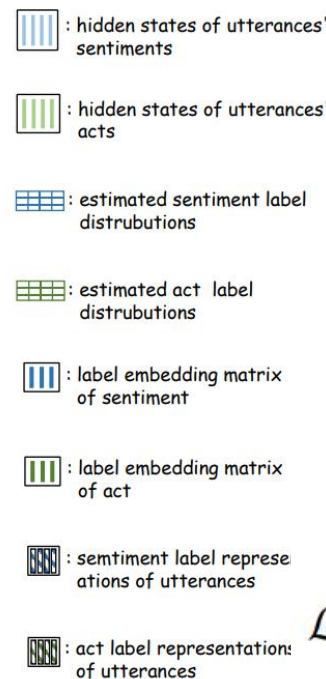 : hidden states of utterances'
sentiments
: hidden states of utterances'
acts
: estimated sentiment label
distrubutions
: estimated act label
distrubutions
: label embedding matrix
of sentiment
: label embedding matrix
of act
: semtiment label represe
ations of utterances
: act label representations
of utterances